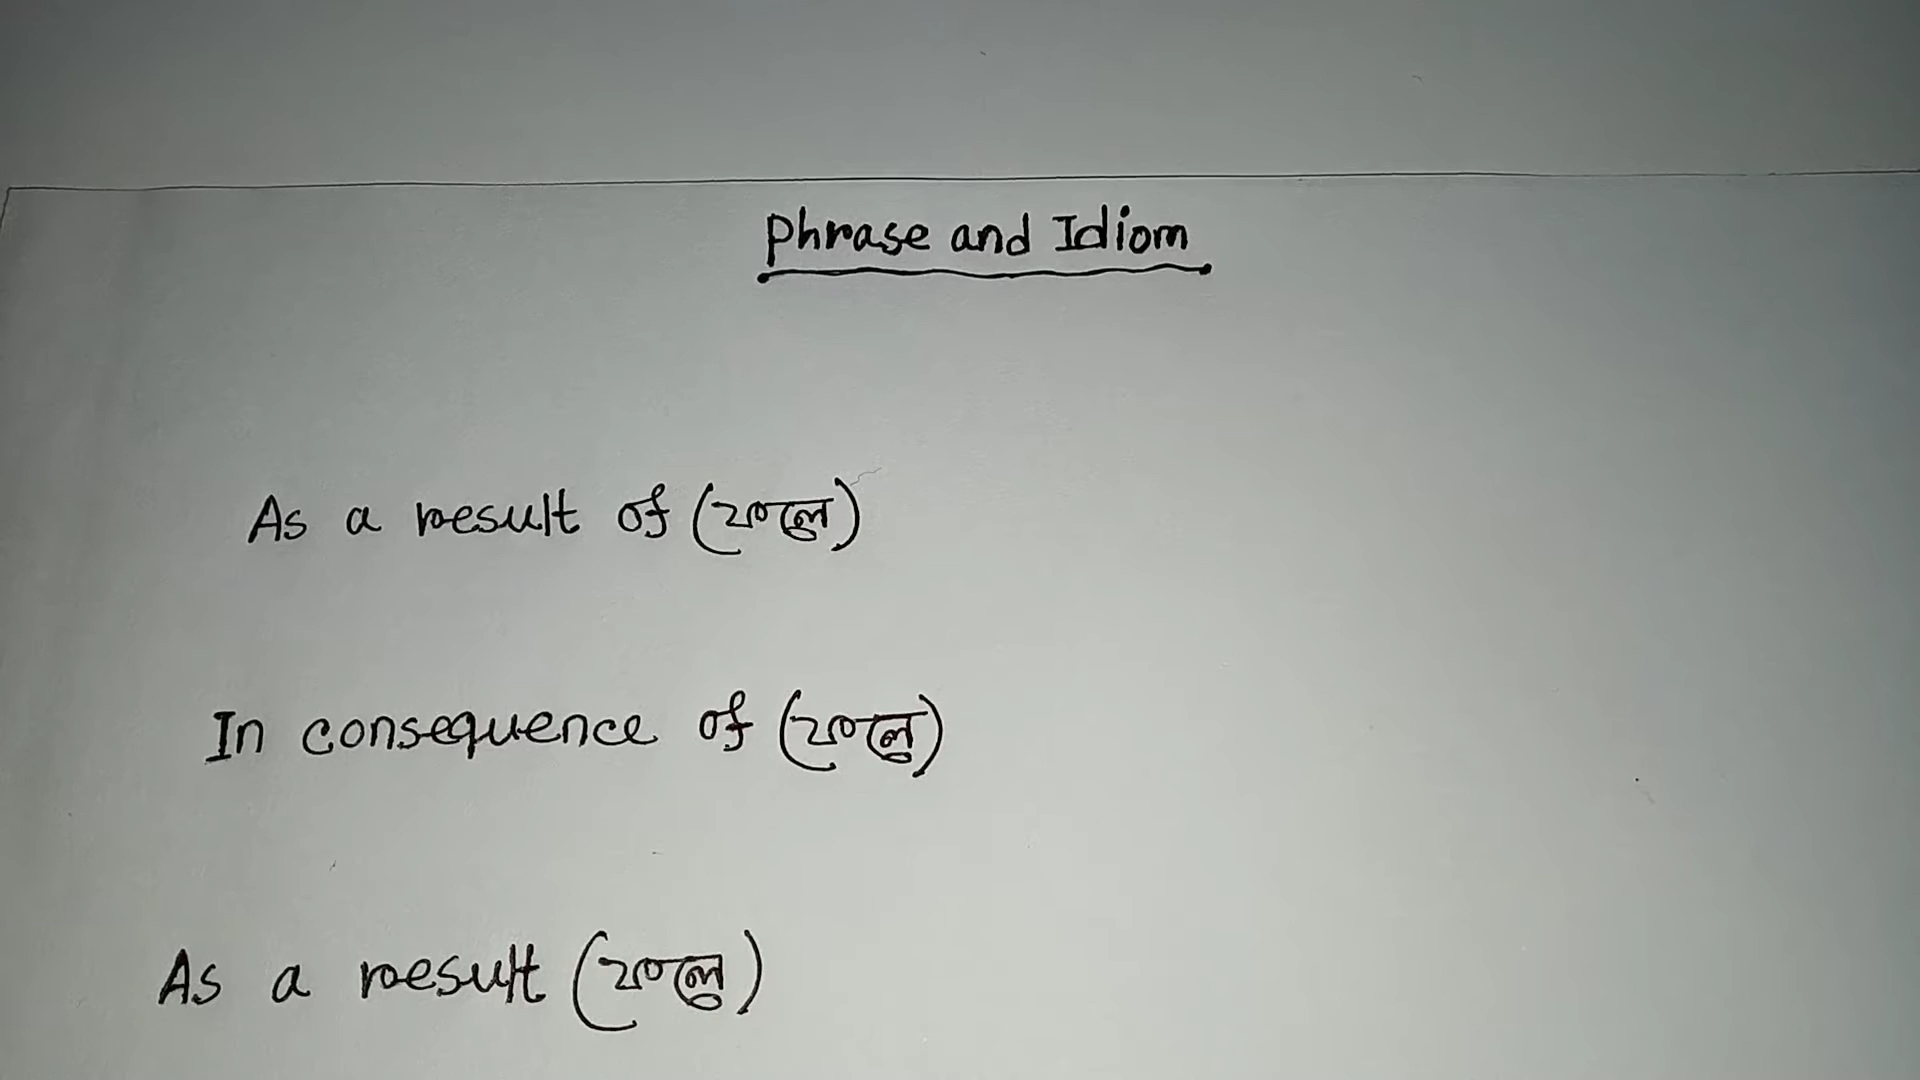 Phrase and Idiom
As a result of (ফলে)
In consequence of (ফলে)
As a result (ফলে)